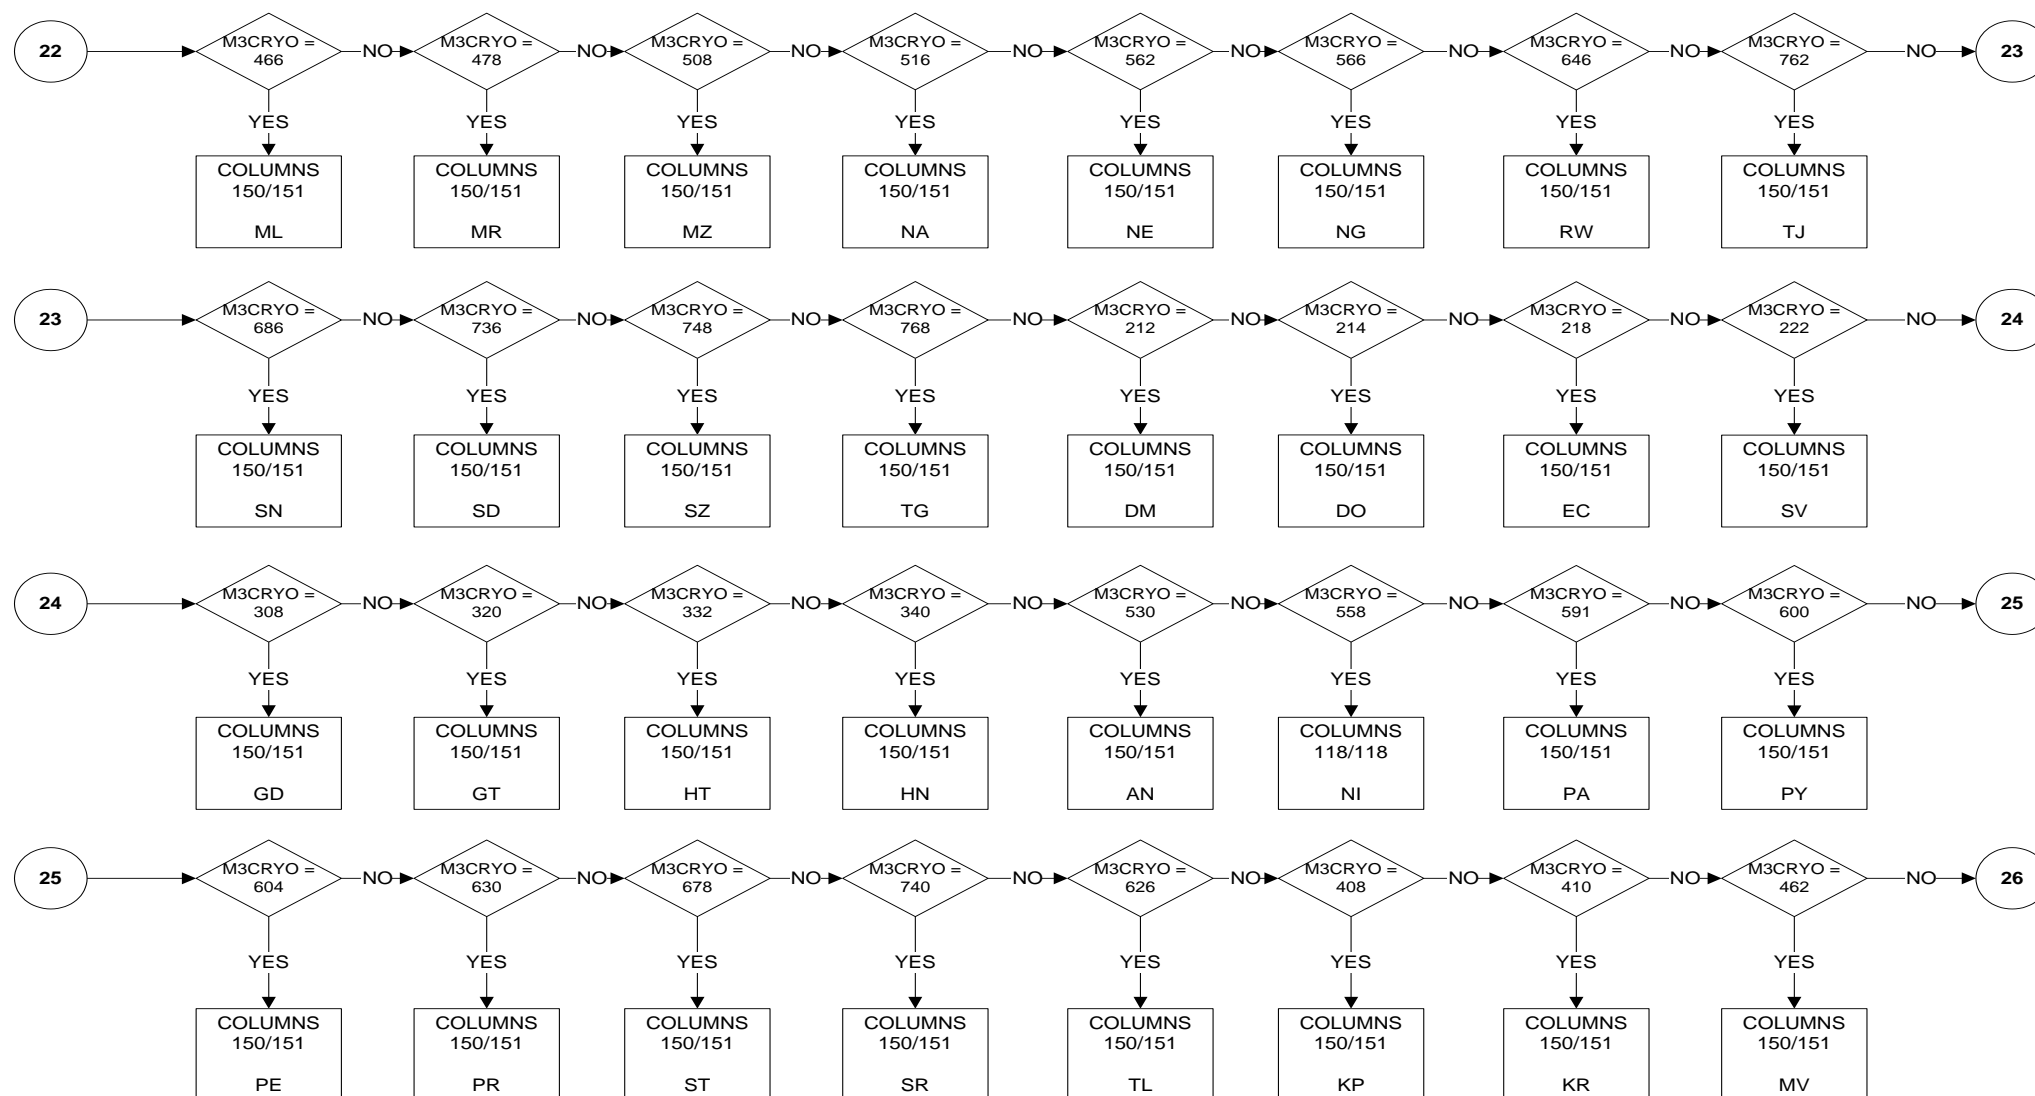 22
M3CRYO =
466
NO
M3CRYO =
478
NO
M3CRYO =
508
NO
M3CRYO =
516
NO
M3CRYO =
562
NO
M3CRYO =
566
NO
M3CRYO =
646
NO
M3CRYO =
762
NO
23
YES
YES
YES
YES
YES
YES
YES
YES
COLUMNS
150/151
ML
COLUMNS
150/151
MR
COLUMNS
150/151
MZ
COLUMNS
150/151
NA
COLUMNS
150/151
NE
COLUMNS
150/151
NG
COLUMNS
150/151
RW
COLUMNS
150/151
TJ
23
M3CRYO =
686
NO
M3CRYO =
736
NO
M3CRYO =
748
NO
M3CRYO =
768
NO
M3CRYO =
212
NO
M3CRYO =
214
NO
M3CRYO =
218
NO
M3CRYO =
222
NO
24
YES
YES
YES
YES
YES
YES
YES
YES
COLUMNS
150/151
SN
COLUMNS
150/151
SD
COLUMNS
150/151
SZ
COLUMNS
150/151
TG
COLUMNS
150/151
DM
COLUMNS
150/151
DO
COLUMNS
150/151
EC
COLUMNS
150/151
SV
24
M3CRYO =
308
NO
M3CRYO =
320
NO
M3CRYO =
332
NO
M3CRYO =
340
NO
M3CRYO =
530
NO
M3CRYO =
558
NO
M3CRYO =
591
NO
M3CRYO =
600
NO
25
YES
YES
YES
YES
YES
YES
YES
YES
COLUMNS
150/151
GD
COLUMNS
150/151
GT
COLUMNS
150/151
HT
COLUMNS
150/151
HN
COLUMNS
150/151
AN
COLUMNS
118/118
NI
COLUMNS
150/151
PA
COLUMNS
150/151
PY
25
M3CRYO =
604
NO
M3CRYO =
630
NO
M3CRYO =
678
NO
M3CRYO =
740
NO
M3CRYO =
626
NO
M3CRYO =
408
NO
M3CRYO =
410
NO
M3CRYO =
462
NO
26
YES
YES
YES
YES
YES
YES
YES
YES
COLUMNS
150/151
PE
COLUMNS
150/151
PR
COLUMNS
150/151
ST
COLUMNS
150/151
SR
COLUMNS
150/151
TL
COLUMNS
150/151
KP
COLUMNS
150/151
KR
COLUMNS
150/151
MV